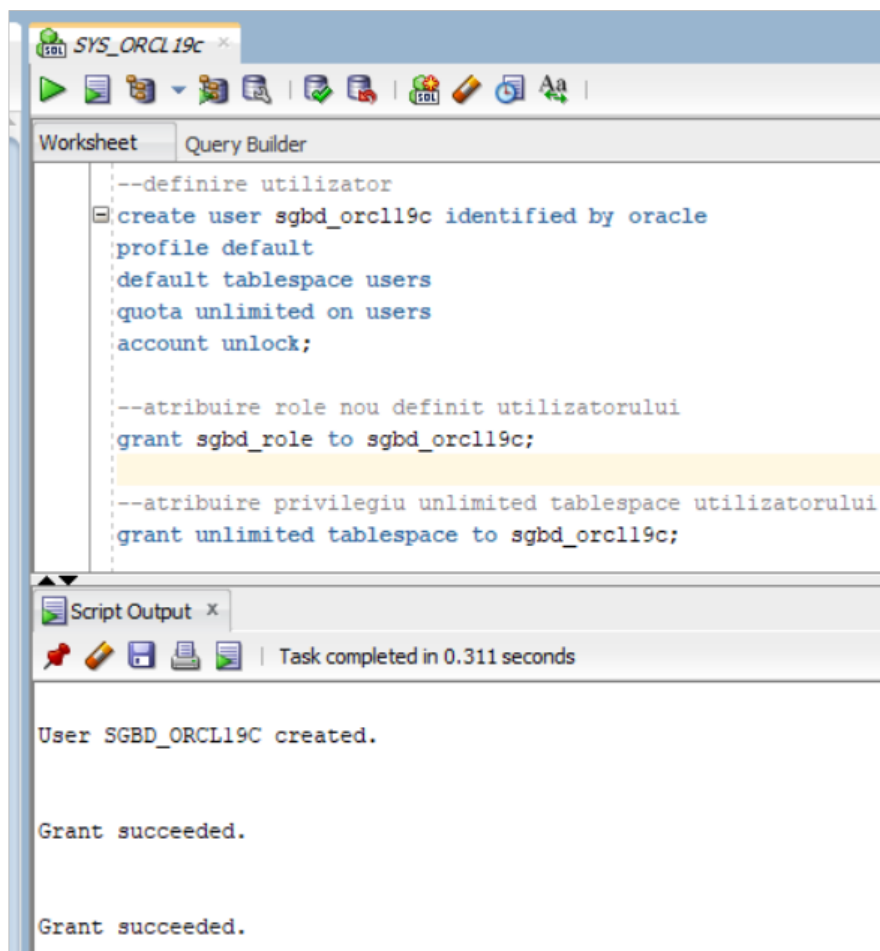 SYS_ORCL19c
Worksheet
Query Builder
--definire utilizator
create user sgbd_orcl19c identified by oracle
profile default
default tablespace users
quota unlimited on users
account unlock;
--atribuire role nou definit utilizatorului
grant sgbd_role to sgbd_orcl19c;
--atribuire privilegiu unlimited tablespace utilizatorului
grant unlimited tablespace to sgbd_orcl19c;
Script Output
Task completed in 0.311 seconds
User SGBD_ORCL19C created.
Grant succeeded.
Grant succeeded.